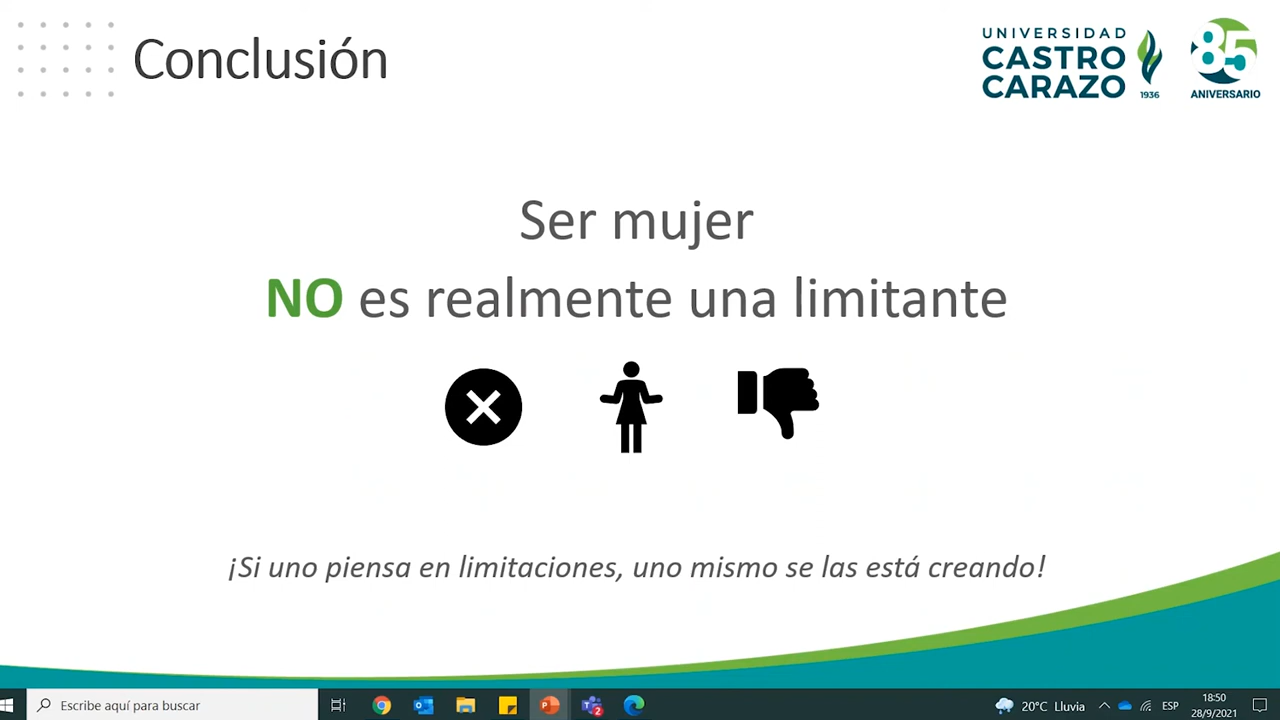 Conclusión
UNIVERSIDAD
CASTRO
CARAZO
1936
85
ANIVERSARIO
Ser mujer
NO es realmente una limitante
¡Si uno piensa en limitaciones, uno mismo se las está creando!
Escribe aquí para buscar
2
20°C Lluvia
ESP
18:50
28/9/2021